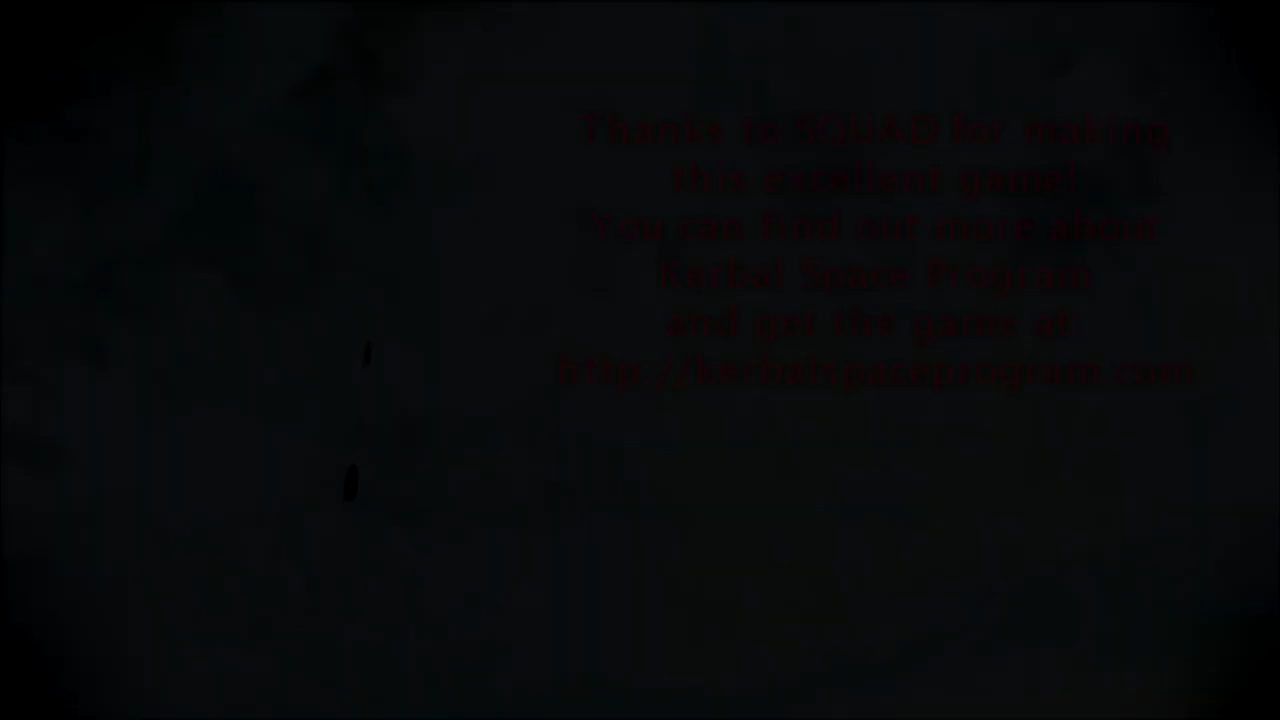 Thanks to SQUAD for making
this excellent game!
You can find out more about
Kerbal Space Program
and get the game at:
http://kerbalspaceprogram.com